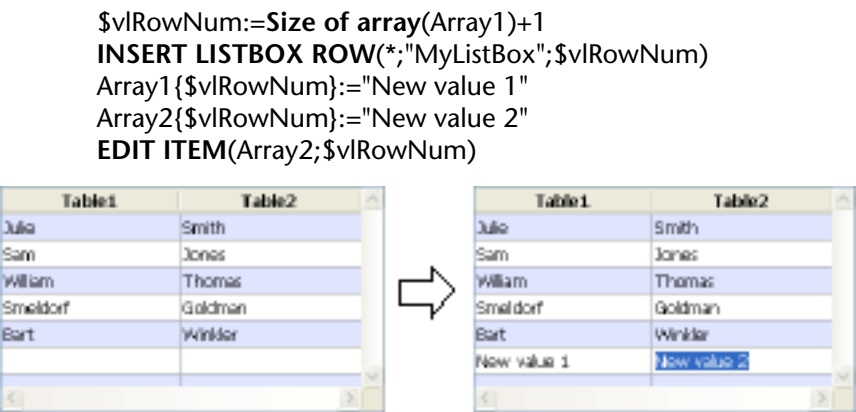 $vlRowNum:=Size of array(Array1)+1
INSERT LISTBOX ROW(*;"MyListBox";$vlRowNum)
Array1{$vlRowNum}:="New value 1"
Array2{$vlRowNum}:="New value 2"
EDIT ITEM(Array2;$vlRowNum)
Table1 Table2
Julie Smith
Sam Jones
William Thomas
Smeldorf Goldman
Bart Winkler
Table1 Table2
Julie Smith
Sam Jones
William Thomas
Smeldorf Goldman
Bart Winkler
New value 1 New value 2